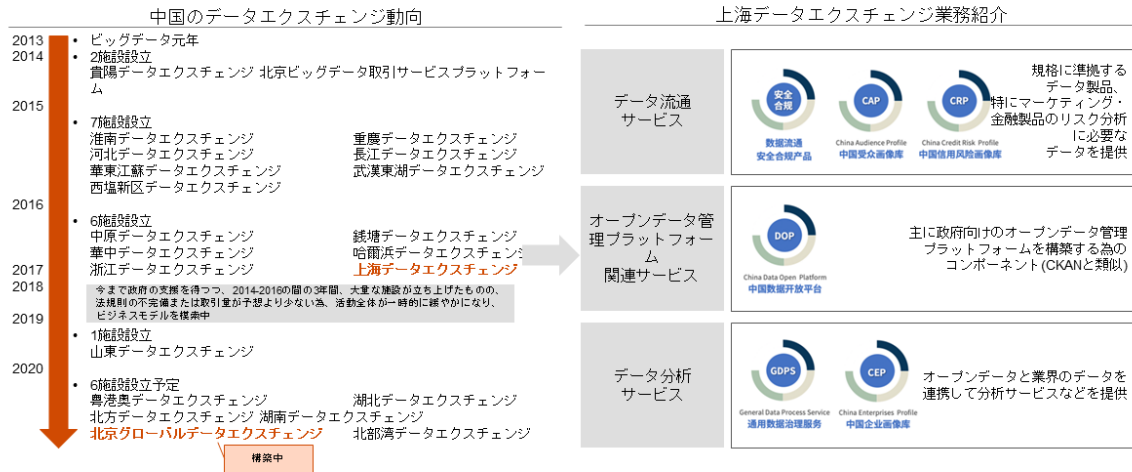 中国のデータエクスチェンジ動向
2013
• ビッグデータ元年
2014
• 2施設設立
貴陽データエクスチェンジ 北京ビッグデータ取引サービスプラットフォー
ム
2015
• 7施設設立
淮南データエクスチェンジ 重慶データエクスチェンジ
河北データエクスチェンジ 長江データエクスチェンジ
華東江蘇データエクスチェンジ 武漢東湖データエクスチェンジ
西塩新区データエクスチェンジ
2016
• 6施設設立
中原データエクスチェンジ 銭塘データエクスチェンジ
華中データエクスチェンジ 哈爾浜データエクスチェンジ
2017
浙江データエクスチェンジ 上海データエクスチェンジ
2018
今まで政府の支援を得つつ、2014-2016の間の3年間、大量な施設が立ち上げたものの、
法規則の不完備または取引量が予想より少ない為、活動全体が一時的に緩やかになり、
ビジネスモデルを模索中
2019
• 1施設設立
山東データエクスチェンジ
2020
• 6施設設立予定
粤港奥データエクスチェンジ 湖北データエクスチェンジ
北方データエクスチェンジ 湖南データエクスチェンジ
北京グローバルデータエクスチェンジ 北部湾データエクスチェンジ
構築中
上海データエクスチェンジ業務紹介
データ流通
サービス
安全
合规
数据流通
安全合规产品
CAP
China Audience Profile
中国受众画像库
CRP
China Credit Risk Profile
中国信用风险画像库
規格に準拠する
データ製品、
特にマーケティング・
金融製品のリスク分析
に必要な
データを提供
オープンデータ管
理プラットフォー
ム
関連サービス
DOP
China Data Open Platform
中国数据开放平台
主に政府向けのオープンデータ管理
プラットフォームを構築する為の
コンポーネント(CKANと類似)
データ分析
サービス
GDPS
General Data Process Service
通用数据治理服务
CEP
China Enterprises Profile
中国企业画像库
オープンデータと業界のデータを
連携して分析サービスなどを提供